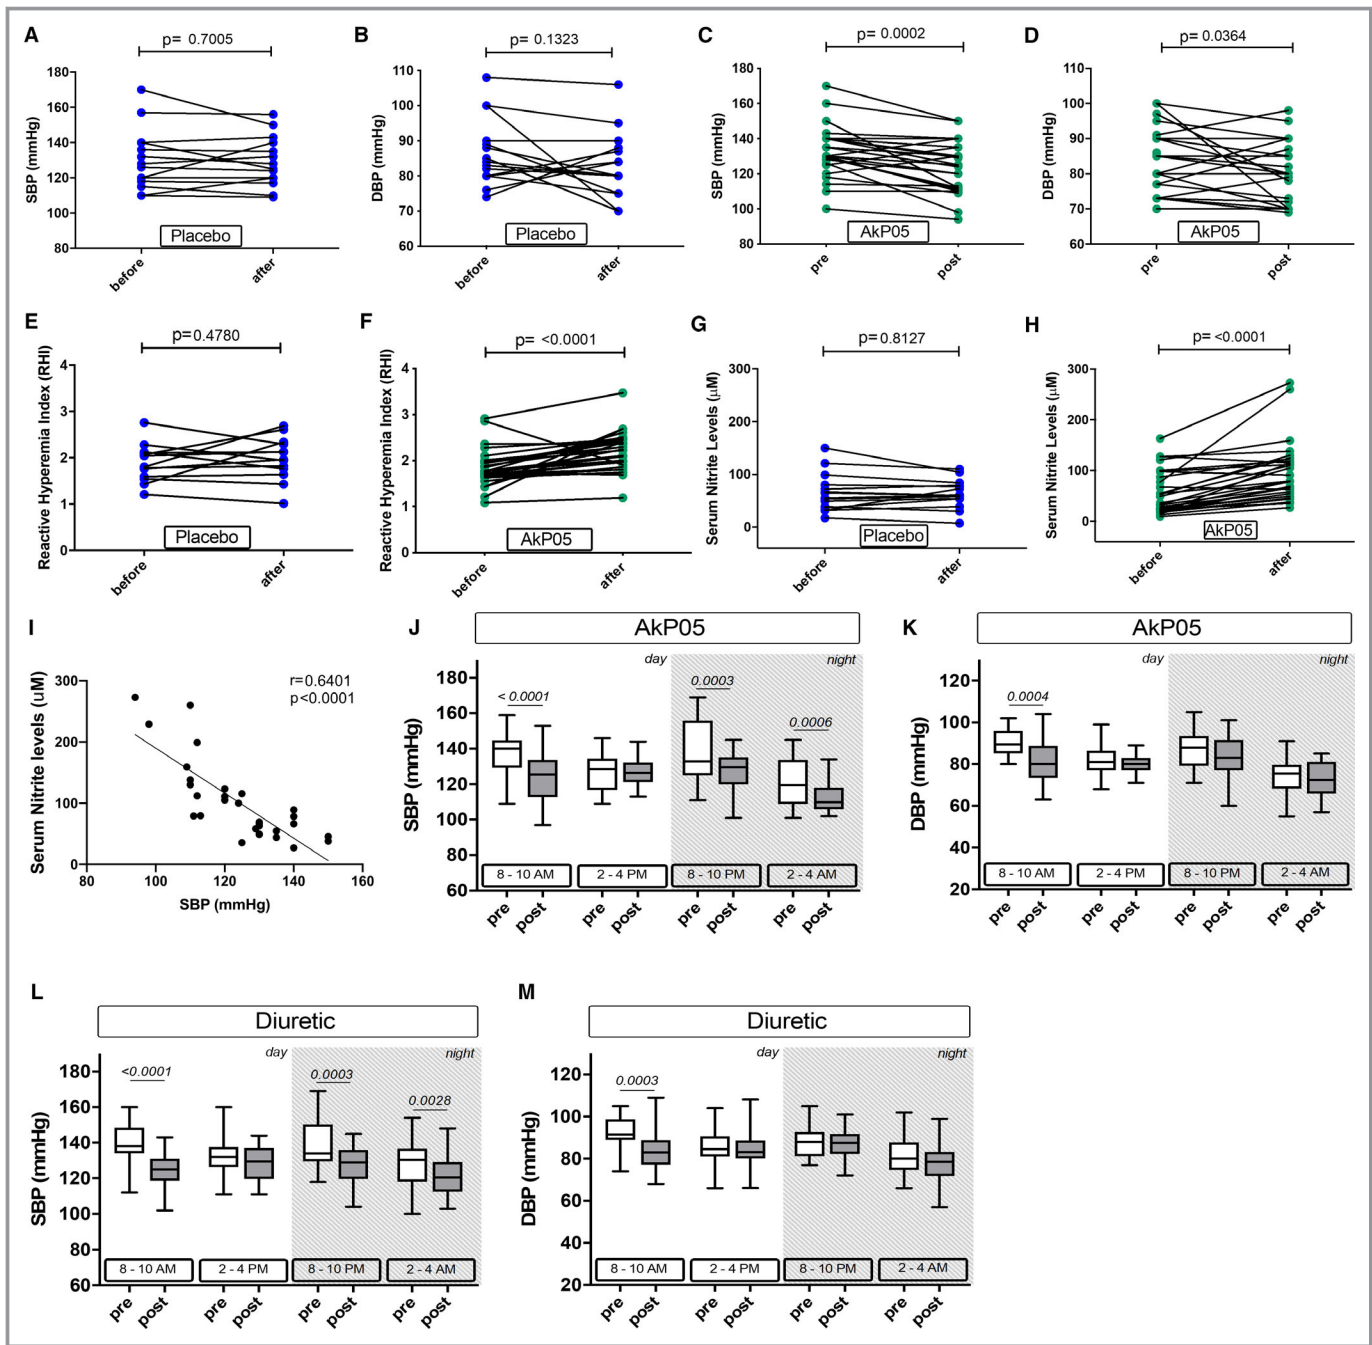 A
p= 0.7005
SBP (mmHg)
180
160
140
120
100
80
Placebo
before
after
B
p= 0.1323
DBP (mmHg)
110
100
90
80
70
60
Placebo
before
after
C
p= 0.0002
SBP (mmHg)
180
160
140
120
100
80
AkP05
pre
post
D
p= 0.0364
DBP (mmHg)
110
100
90
80
70
60
AkP05
pre
post
E
p=0.4780
Reactive Hyperemia Index (RHI)
4
3
2
1
0
Placebo
before
after
F
p= <0.0001
Reactive Hyperemia Index (RHI)
4
3
2
1
0
AkP05
before
after
G
p=0.8127
Serum Nitrite Levels (μM)
300
200
100
0
Placebo
before
after
H
p= <0.0001
Serum Nitrite Levels (μM)
300
200
100
0
AkP05
before
after
I
r=0.6401
p<0.0001
Serum Nitrite levels (uM)
300
200
100
0
80 100 120 140 160
SBP (mmHg)
J
AkP05
day night
SBP (mmHg)
180
160
140
120
100
80
60
< 0.0001
0.0003
0.0006
8 - 10 AM 2 - 4 PM 8 - 10 PM 2 - 4 AM
pre post pre post pre post pre post
K
AkP05
day night
DBP (mmHg)
120
100
80
60
40
20
0.0004
8 - 10 AM 2 - 4 PM 8 - 10 PM 2 - 4 AM
pre post pre post pre post pre post
L
Diuretic
day night
SBP (mmHg)
180
160
140
120
100
80
60
<0.0001
0.0003
0.0028
8 - 10 AM 2 - 4 PM 8 - 10 PM 2 - 4 AM
pre post pre post pre post pre post
M
Diuretic
day night
DBP (mmHg)
120
100
80
60
40
20
0.0003
8 - 10 AM 2 - 4 PM 8 - 10 PM 2 - 4 AM
pre post pre post pre post pre post